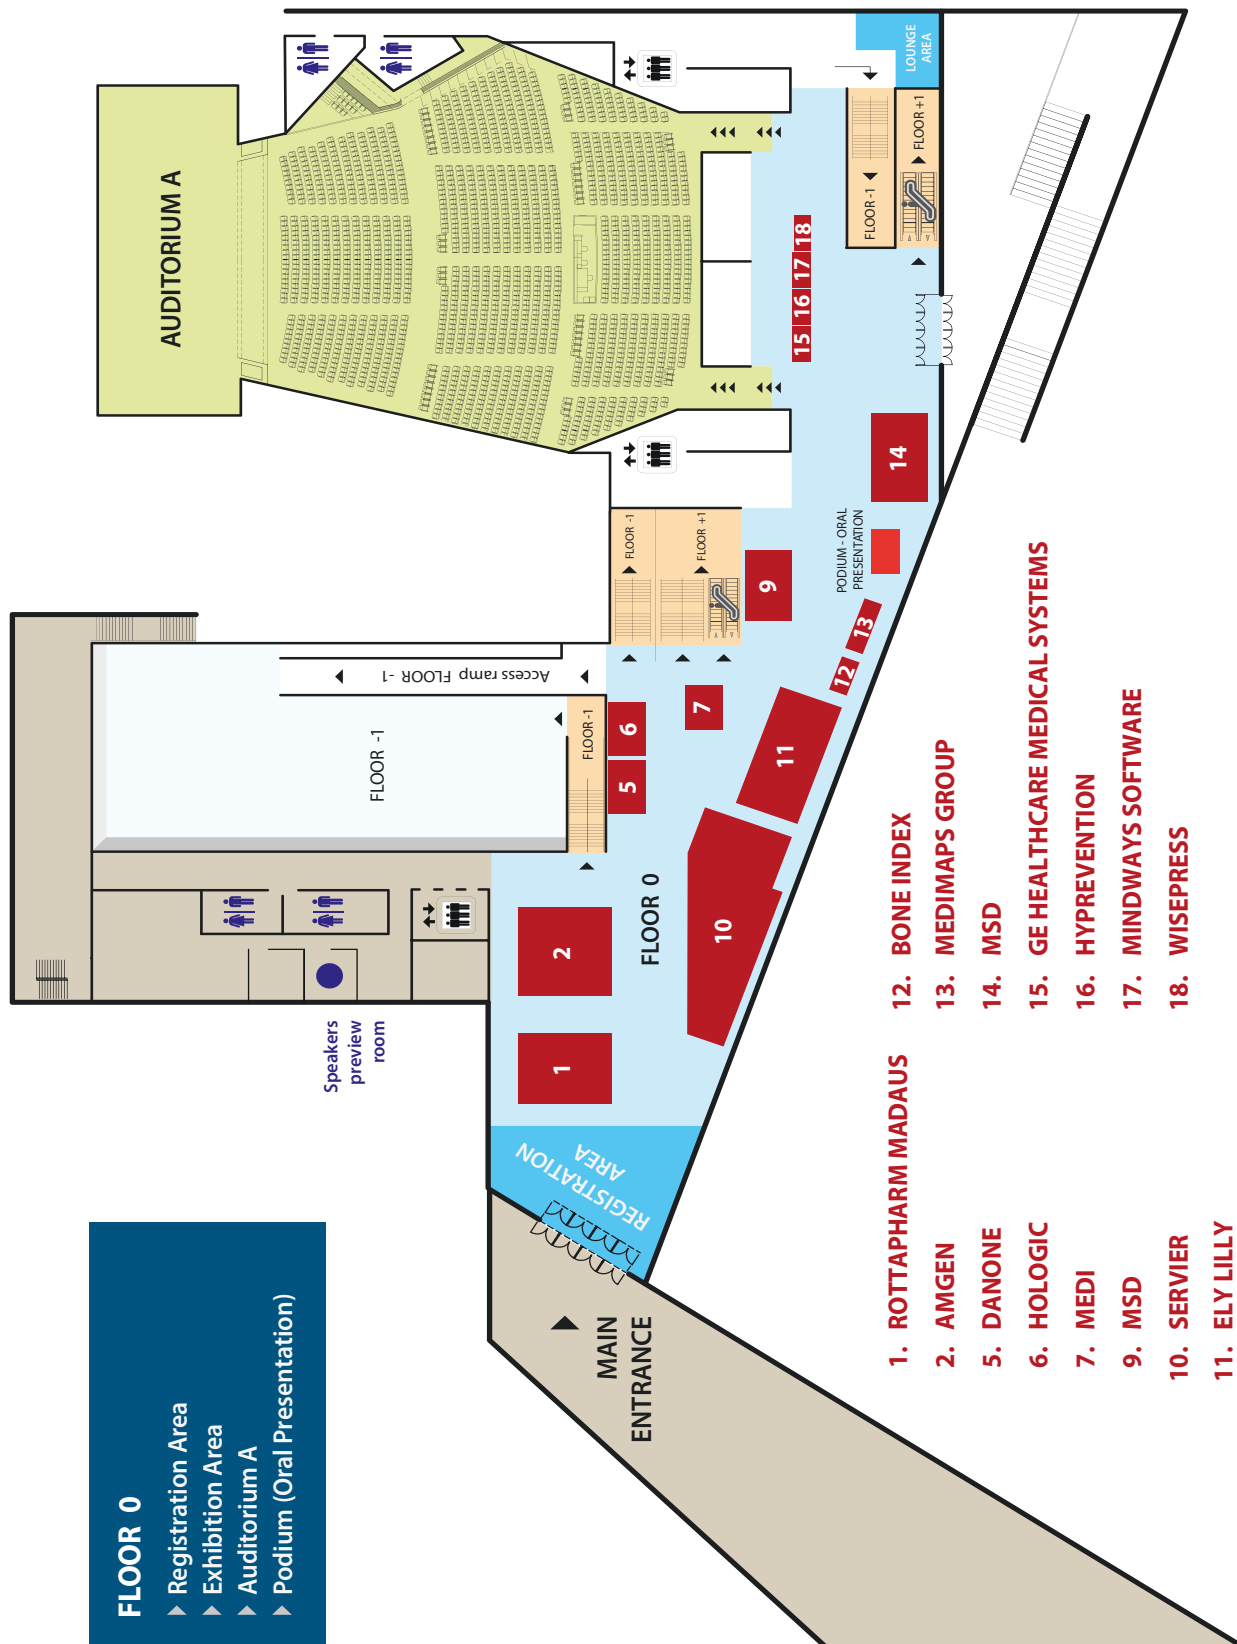 FLOOR 0
Registration Area
Exhibition Area
Auditorium A
Podium (Oral Presentation)
AUDITORIUM A
LOUNGE
AREA
FLOOR -1
FLOOR +1
FLOOR -1
FLOOR +1
FLOOR -1
Access ramp FLOOR -1
FLOOR -1
PODIUM - ORAL
PRESENTATION
FLOOR 0
Speakers
preview
room
REGISTRATION
AREA
MAIN
ENTRANCE
1
2
5
6
7
9
10
11
12
13
14
15
16
17
18
1. ROTTAPHARM MADAUS
2. AMGEN
5. DANONE
6. HOLOGIC
7. MEDI
9. MSD
10. SERVIER
11. ELY LILLY
12. BONE INDEX
13. MEDIMAPS GROUP
14. MSD
15. GE HEALTHCARE MEDICAL SYSTEMS
16. HYPREVENTION
17. MINDWAYS SOFTWARE
18. WISEPRESS